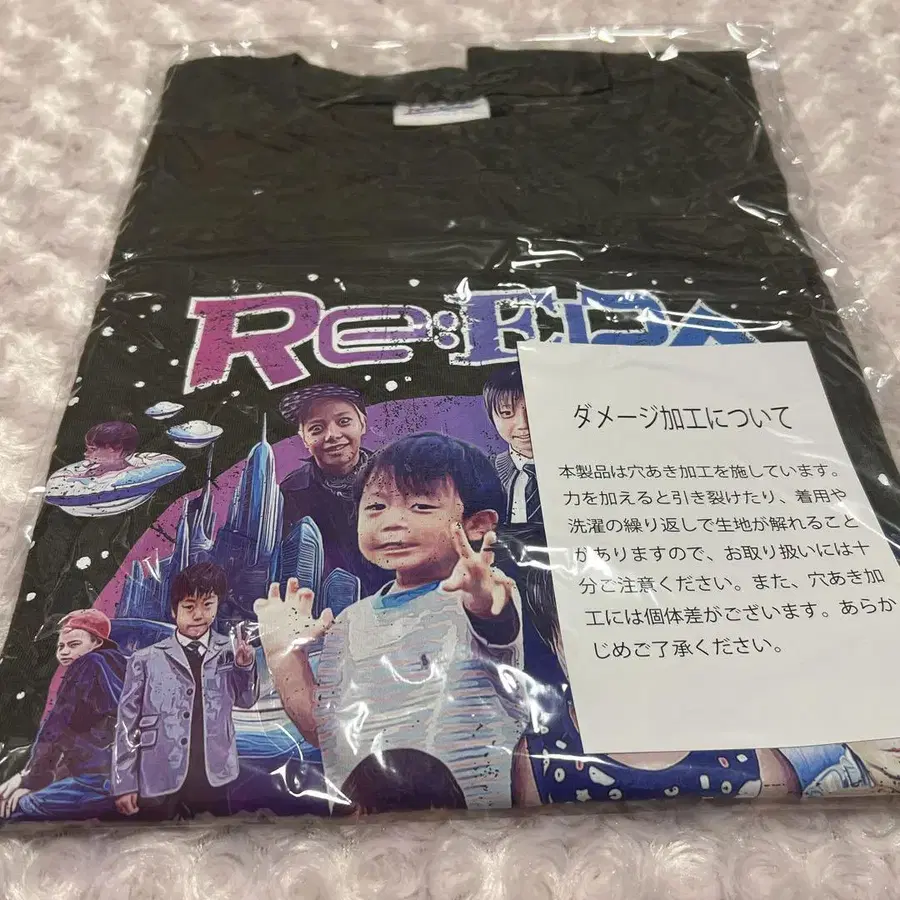 Re:
ダメージ加工について
本製品は穴あき加工を施しています。
力を加えると引き裂けたり、着用や
洗濯の繰り返しで生地が解れること
がありますので、お取り扱いには十
分ご注意ください。また、穴あき加
工には個体差がございます。あらか
じめご了承ください。